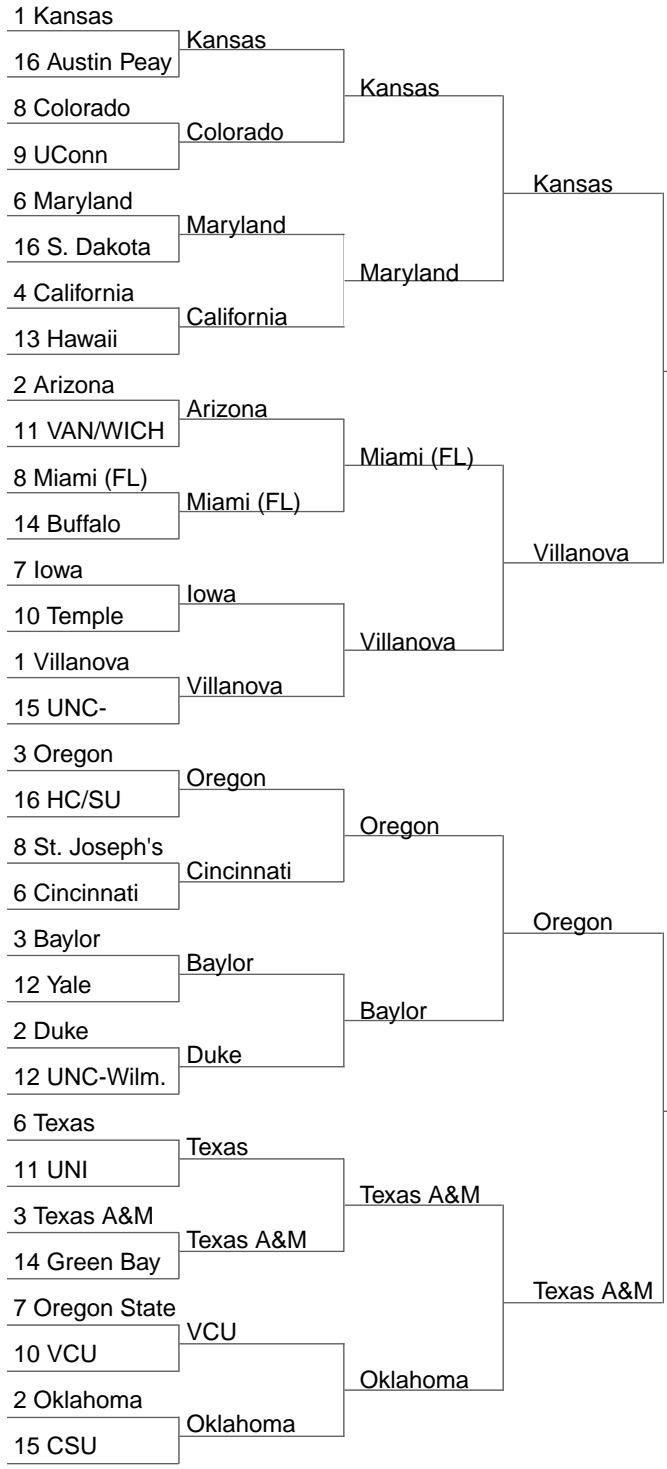 1 Kansas
16 Austin Peay
8 Colorado
9 UConn
6 Maryland
16 S. Dakota
4 California
13 Hawaii
2 Arizona
11 VAN/WICH
8 Miami (FL)
14 Buffalo
7 Iowa
10 Temple
1 Villanova
15 UNC-
3 Oregon
16 HC/SU
8 St. Joseph's
6 Cincinnati
3 Baylor
12 Yale
2 Duke
12 UNC-Wilm.
6 Texas
11 UNI
3 Texas A&M
14 Green Bay
7 Oregon State
10 VCU
2 Oklahoma
15 CSU
Kansas
Colorado
Maryland
California
Arizona
Miami (FL)
Iowa
Villanova
Oregon
Cincinnati
Baylor
Duke
Texas
Texas A&M
VCU
Oklahoma
Kansas
Maryland
Miami (FL)
Villanova
Oregon
Baylor
Texas A&M
Oklahoma
Kansas
Villanova
Oregon
Texas A&M